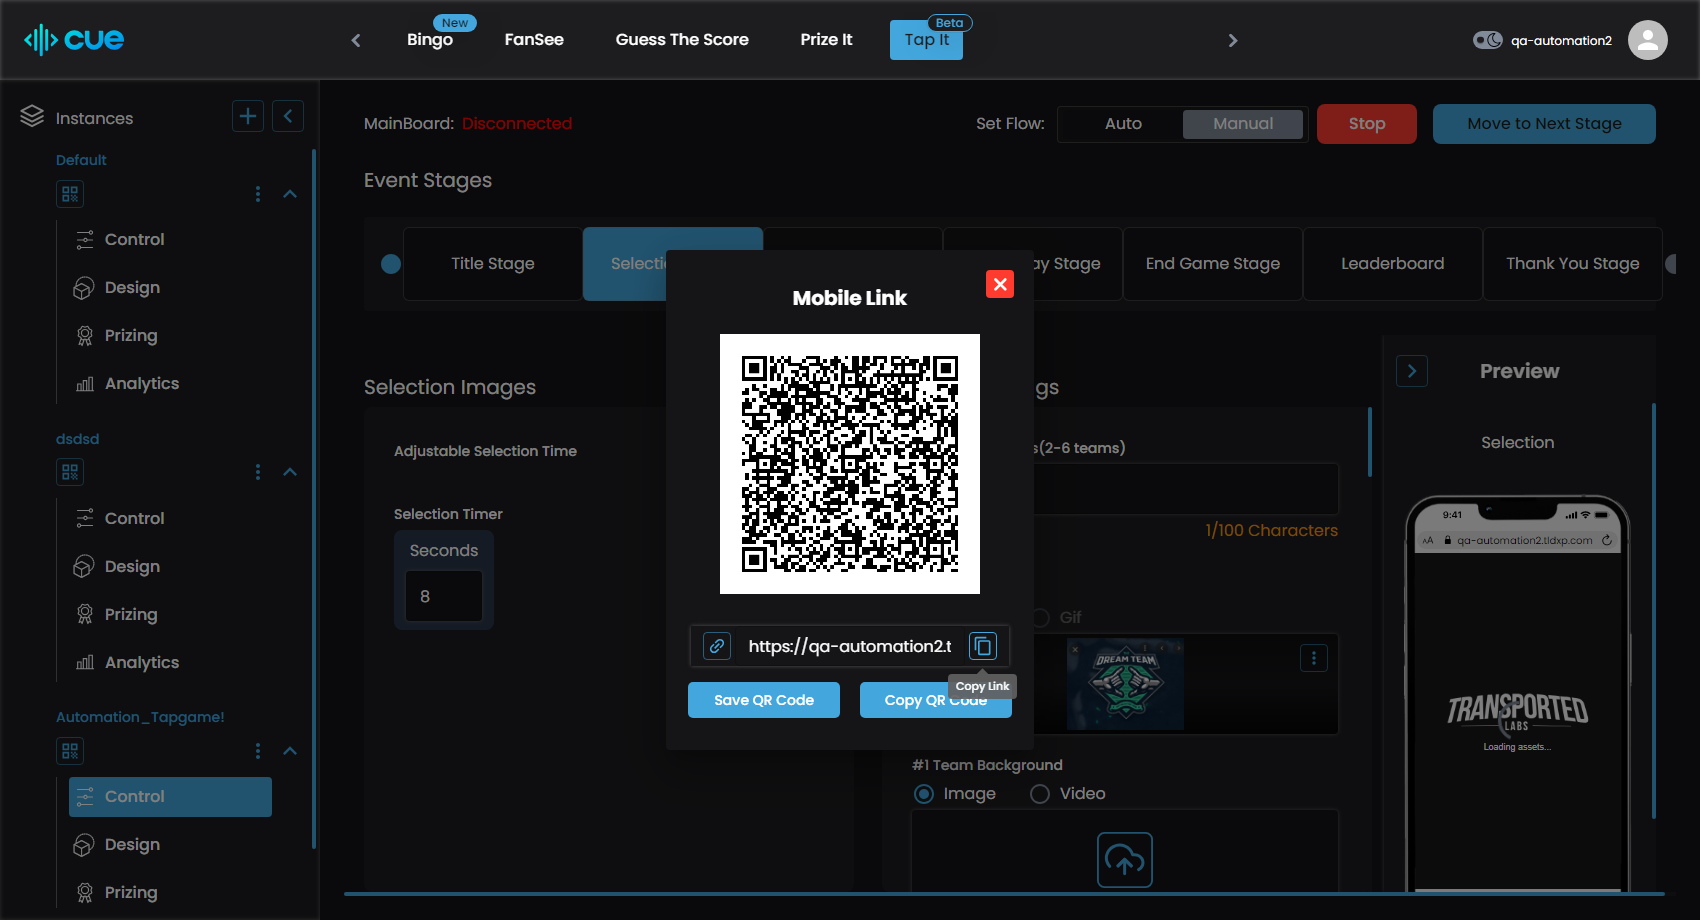 cue
New
Bingo
FanSee
Guess The Score
Prize It
Beta
Tap It
qa-automation2
Instances
Default
Control
Design
Prizing
Analytics
dsdsd
Control
Design
Prizing
Analytics
Automation_Tapgame!
Control
Design
Prizing
MainBoard: Disconnected
Set Flow:
Auto
Manual
Stop
Move to Next Stage
Event Stages
Title Stage
ay Stage
End Game Stage
Leaderboard
Thank You Stage
Selection Images
Adjustable Selection Time
Selection Timer
Seconds
8
Mobile Link
https://qa-automation2.t
Copy Link
Save QR Code
Copy QR Code
gs
s(2-6 teams)
1/100 Characters
Gif
DREAM TEAM
#1 Team Background
Image
Video
Preview
Selection
9:41
AA
qa-automation2.tldxp.com
TRANSPORTED
LABS
Loading assets...